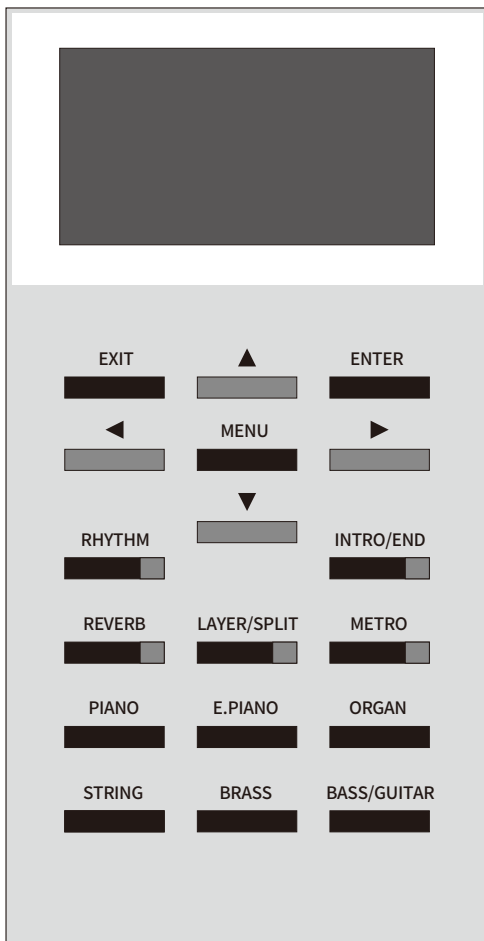 EXIT ▲ ENTER
◀ MENU ▶
▼
RHYTHM INTRO/END
REVERB LAYER/SPLIT METRO
PIANO E.PIANO ORGAN
STRING BRASS BASS/GUITAR